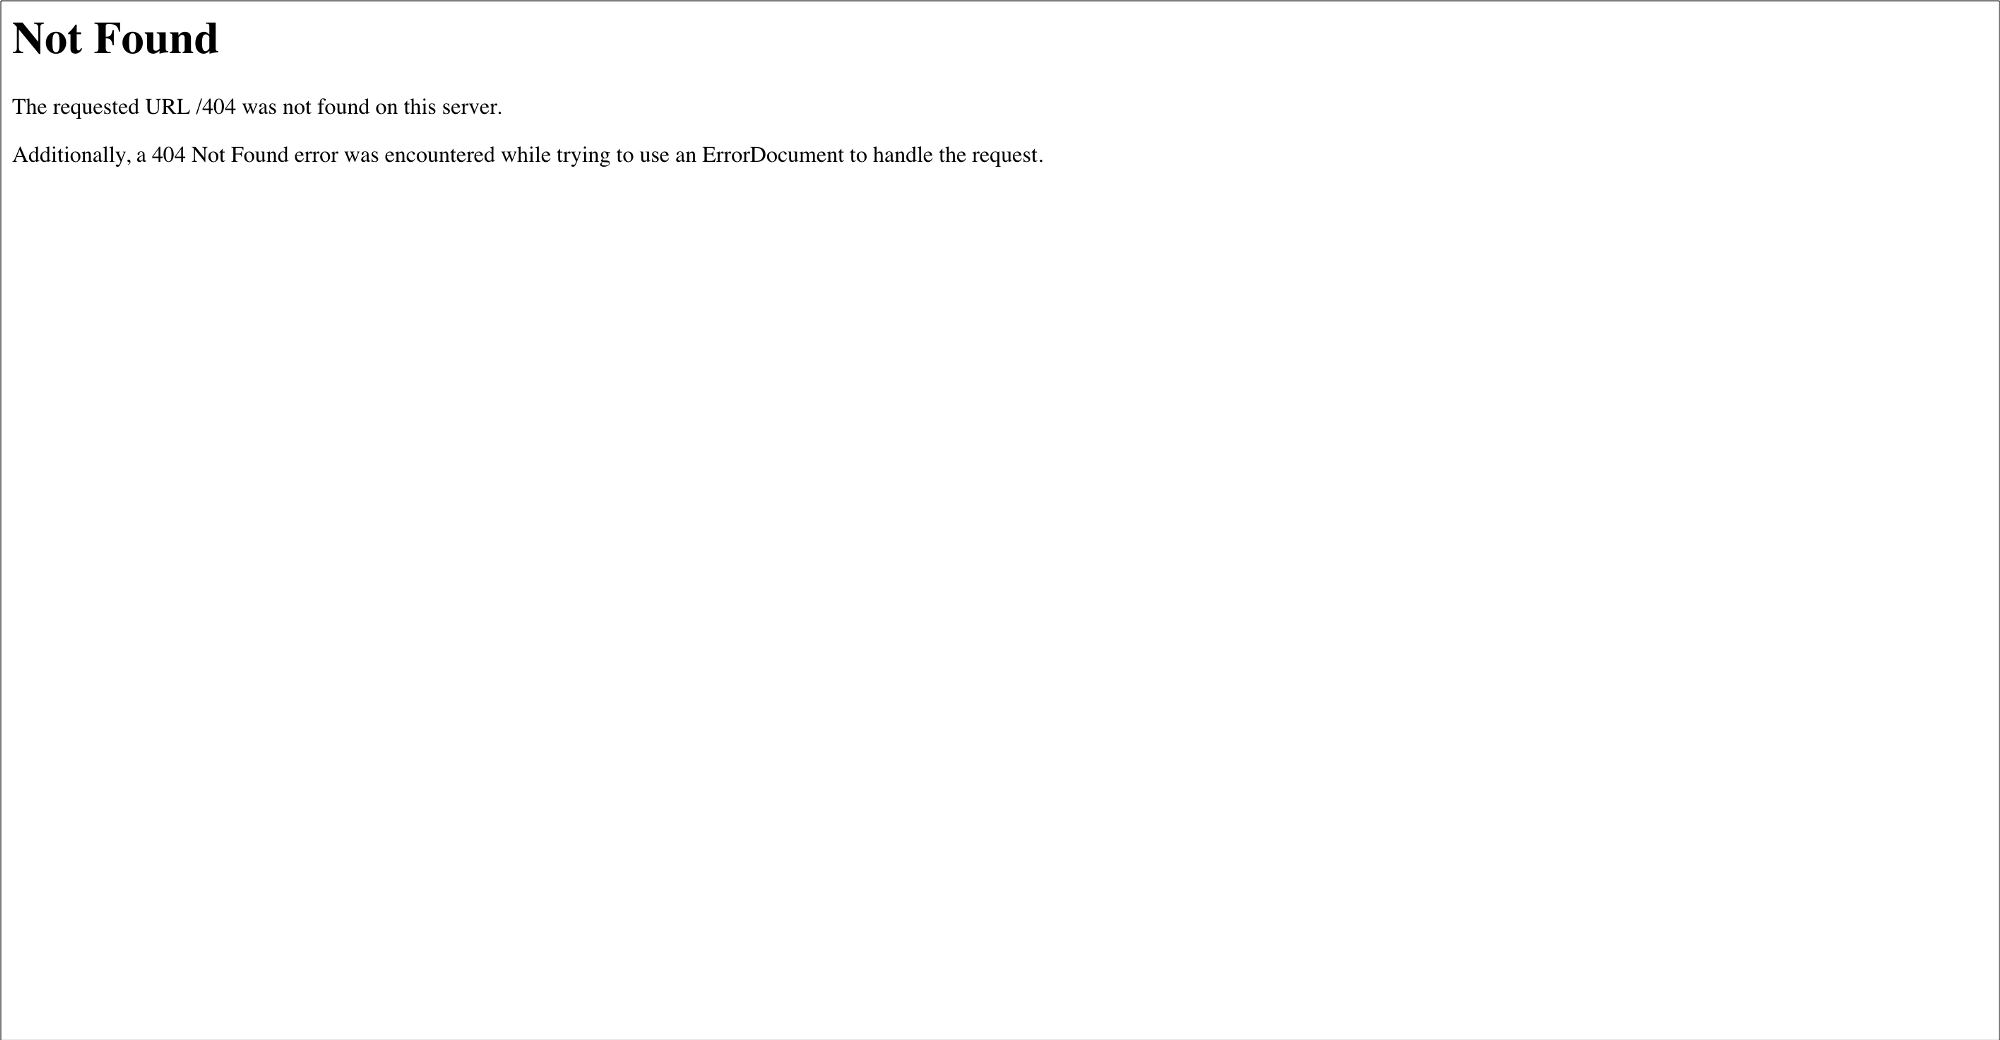 Not Found
The requested URL /404 was not found on this server.
Additionally, a 404 Not Found error was encountered while trying to use an ErrorDocument to handle the request.